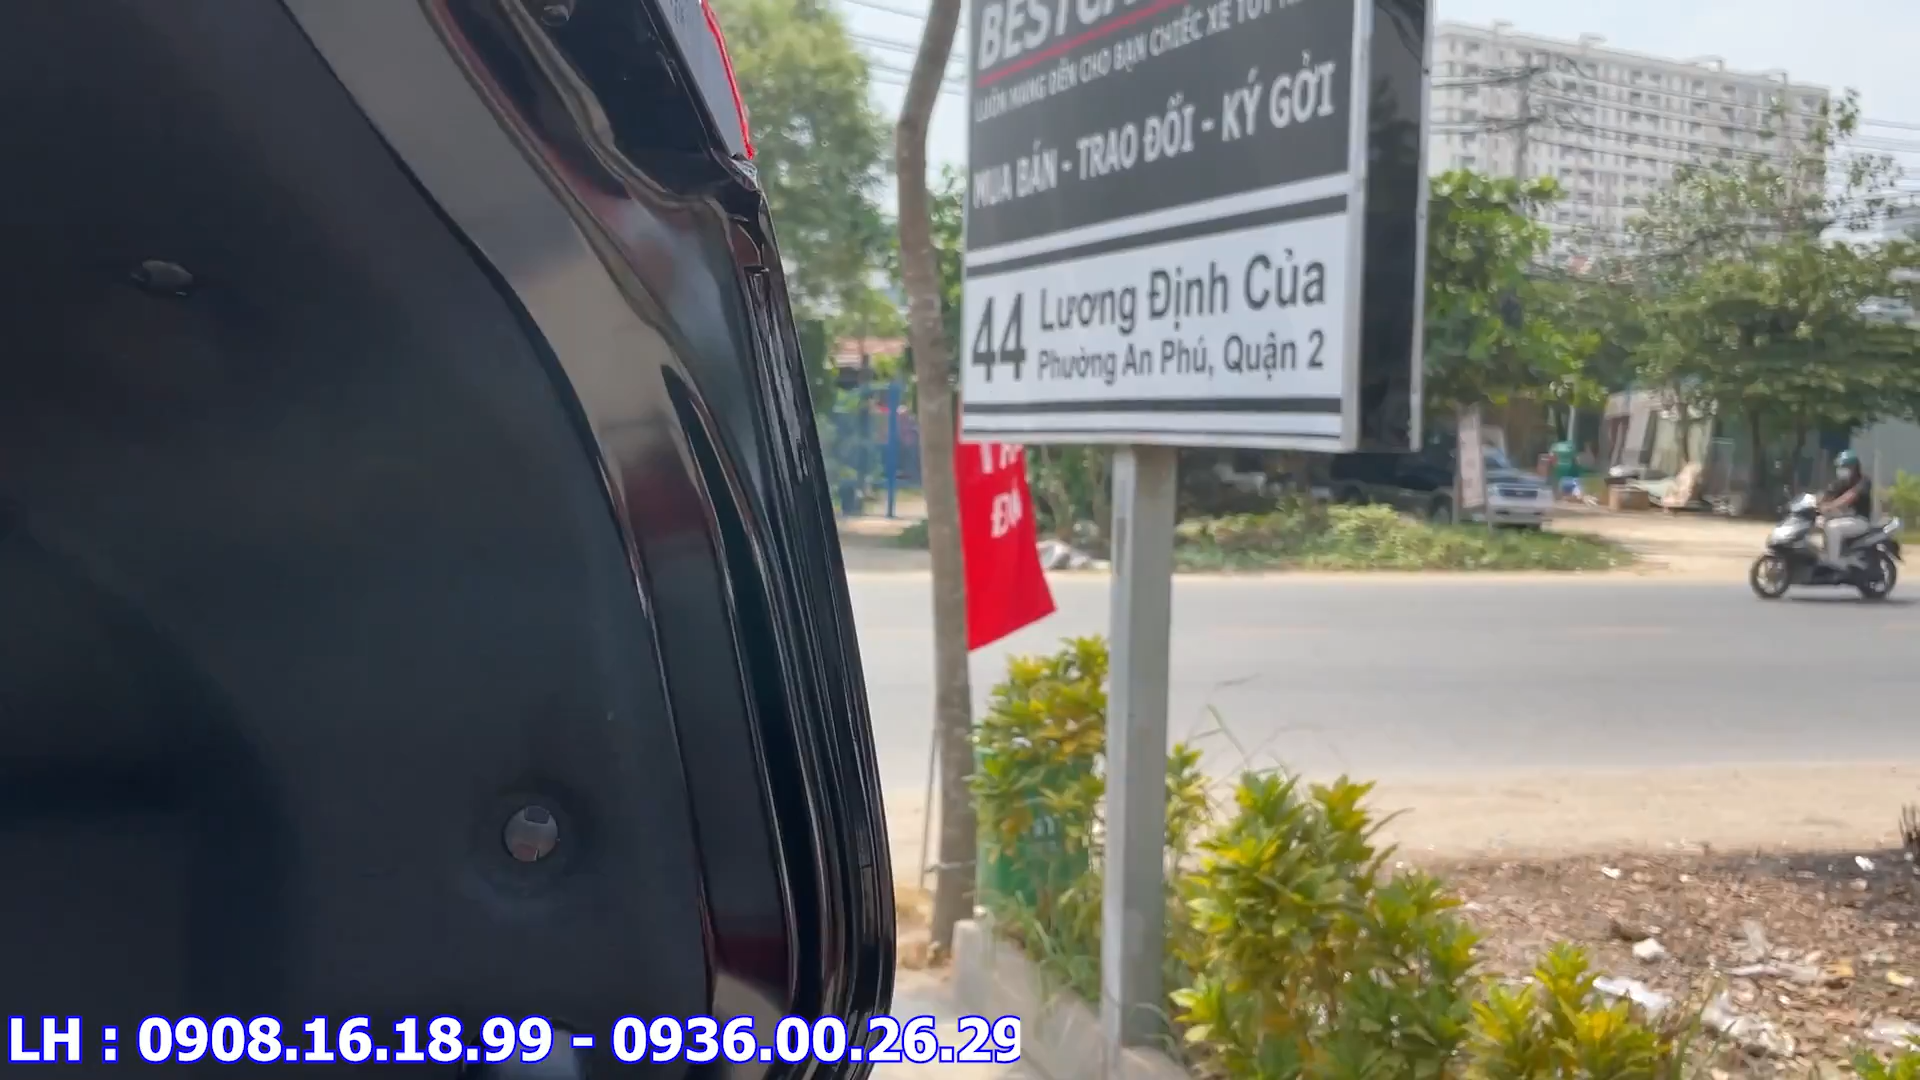 LUÔN MANG ĐẾN CHO BẠN CHIẾC XE TỐT
MUA BÁN - TRAO ĐỔI - KÝ GỞI
44 Lương Định Của
Phường An Phú, Quận 2
LH : 0908.16.18.99 - 0936.00.26.29